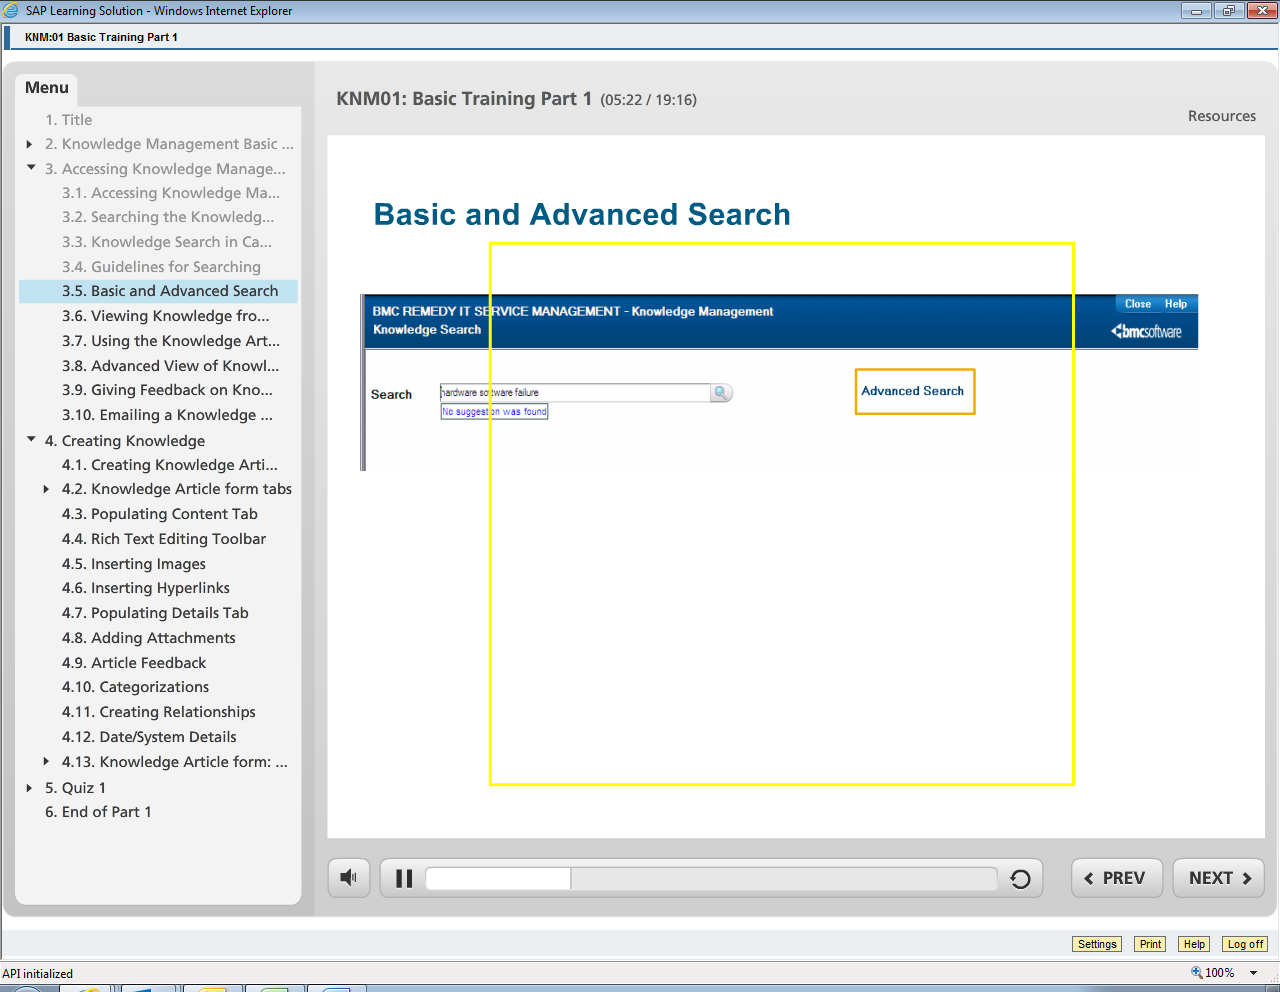 SAP Learning Solution - Windows Internet Explorer
KNM:01 Basic Training Part 1
Menu
1. Title
2. Knowledge Management Basic ...
3. Accessing Knowledge Manage...
3.1. Accessing Knowledge Ma...
3.2. Searching the Knowledg...
3.3. Knowledge Search in Ca...
3.4. Guidelines for Searching
3.5. Basic and Advanced Search
3.6. Viewing Knowledge fro...
3.7. Using the Knowledge Art...
3.8. Advanced View of Knowl...
3.9. Giving Feedback on Kno...
3.10. Emailing a Knowledge ...
4. Creating Knowledge
4.1. Creating Knowledge Arti...
4.2. Knowledge Article form tabs
4.3. Populating Content Tab
4.4. Rich Text Editing Toolbar
4.5. Inserting Images
4.6. Inserting Hyperlinks
4.7. Populating Details Tab
4.8. Adding Attachments
4.9. Article Feedback
4.10. Categorizations
4.11. Creating Relationships
4.12. Date/System Details
4.13. Knowledge Article form: ...
5. Quiz 1
6. End of Part 1
KNM01: Basic Training Part 1 (05:22 / 19:16)
Resources
Basic and Advanced Search
BMC REMEDY IT SERVICE MANAGEMENT - Knowledge Management
Knowledge Search
Close Help
bmcsoftware
Search
hardware software failure
No suggestion was found
Advanced Search
PREV
NEXT
Settings
Print
Help
Log off
API initialized
100%